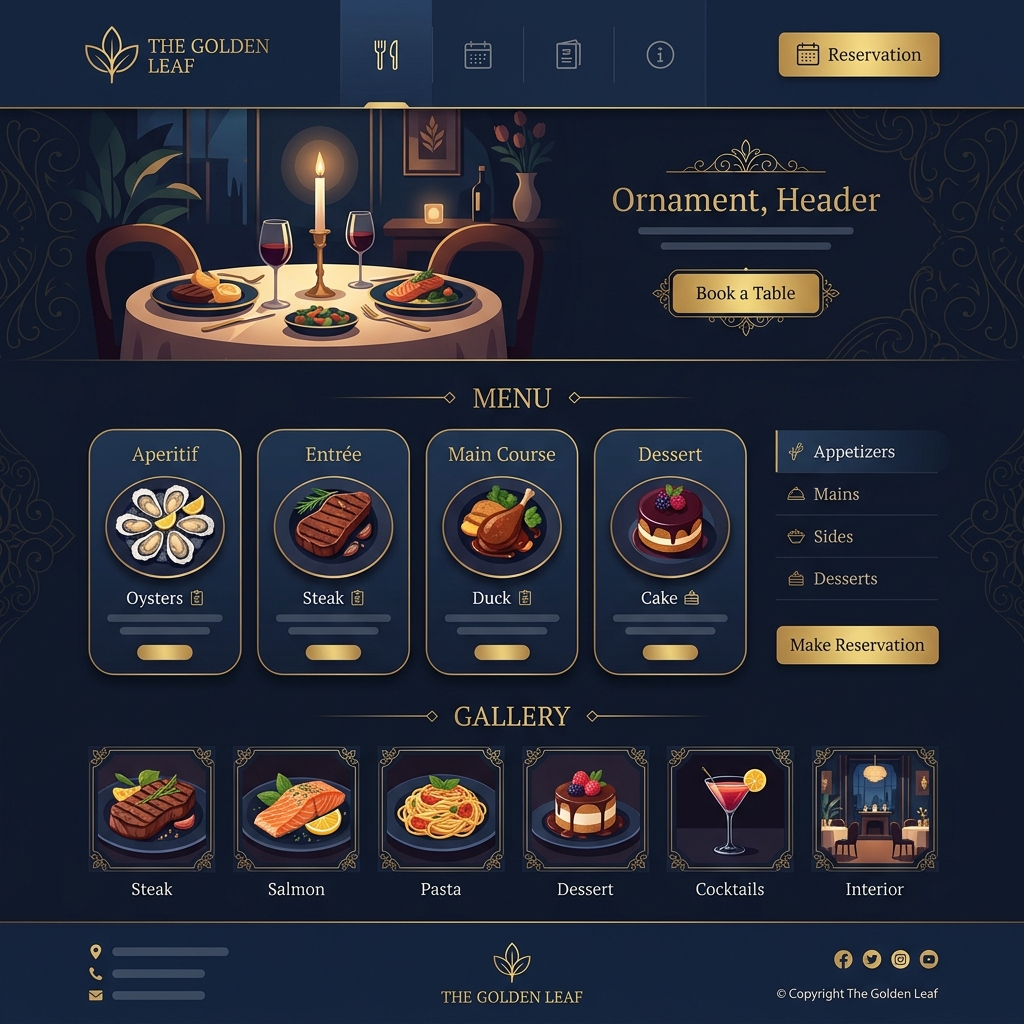 THE GOLDEN
LEAF
Reservation
Ornament, Header
Book a Table
MENU
Aperitif
Entrée
Main Course
Dessert
Oysters
Steak
Duck
Cake
Appetizers
Mains
Sides
Desserts
Make Reservation
GALLERY
Steak
Salmon
Pasta
Dessert
Cocktails
Interior
THE GOLDEN LEAF
© Copyright The Golden Leaf